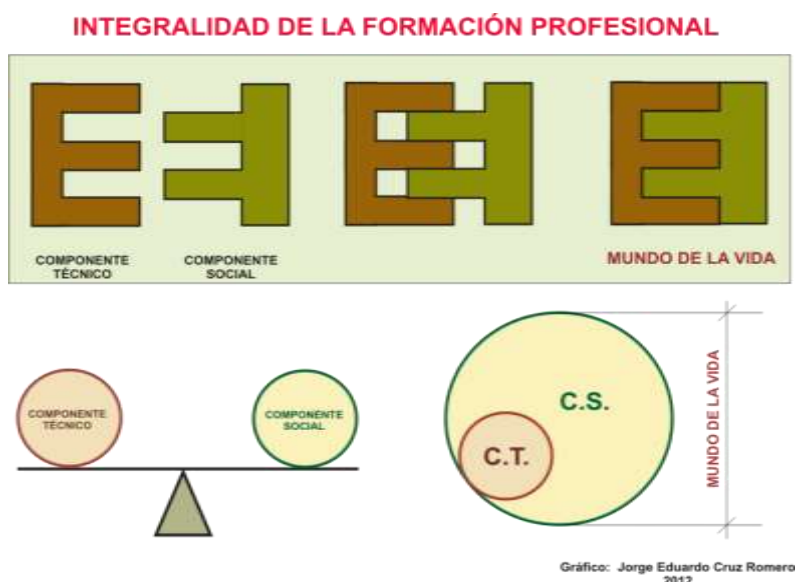 INTEGRALIDAD DE LA FORMACIÓN PROFESIONAL
COMPONENTE
TÉCNICO
COMPONENTE
SOCIAL
MUNDO DE LA VIDA
COMPONENTE
TÉCNICO
COMPONENTE
SOCIAL
C.S.
C.T.
MUNDO DE LA VIDA
Gráfico: Jorge Eduardo Cruz Romero
2012